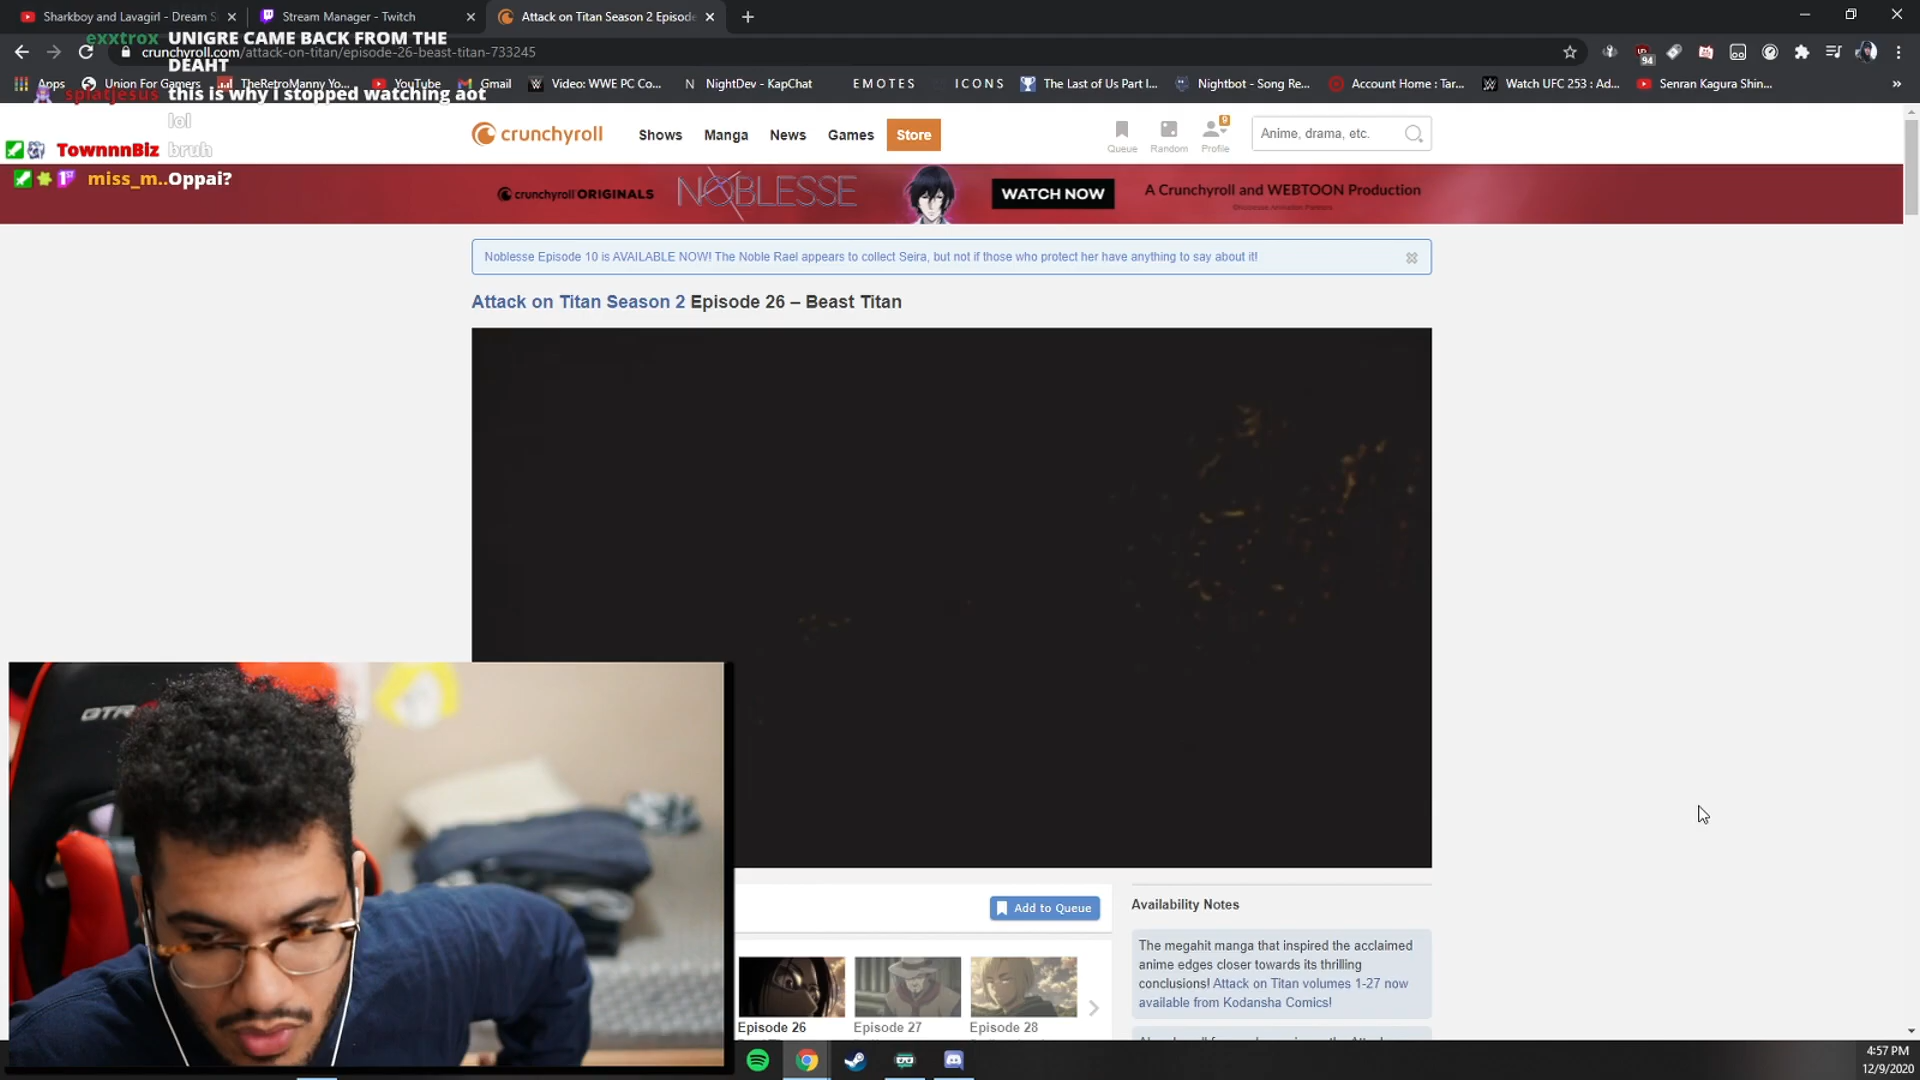 Sharkboy and Lavagirl - Dream S
Stream Manager - Twitch
Attack on Titan Season 2 Episode
exxtrox UNIGRE CAME BACK FROM THE
DEAHT
crunchyroll.com/attack-on-titan/episode-26-beast-titan-733245
94
Apps
Union For Gamers
TheRetroManny Yo...
YouTube
Gmail
Video: WWE PC Co...
N NightDev - KapChat
E M O T E S
I C O N S
The Last of Us Part I...
Nightbot - Song Re...
Account Home : Tar...
Watch UFC 253 : Ad...
Senran Kagura Shin...
»
splatjesus this is why i stopped watching aot
lol
TownnnBiz bruh
1ST miss_m.. Oppai?
crunchyroll
Shows
Manga
News
Games
Store
Queue
Random
9
Profile
Anime, drama, etc.
crunchyroll ORIGINALS
NOBLESSE
WATCH NOW
A Crunchyroll and WEBTOON Production
Noblesse Episode 10 is AVAILABLE NOW! The Noble Rael appears to collect Seira, but not if those who protect her have anything to say about it!
Attack on Titan Season 2 Episode 26 – Beast Titan
GTR
Add to Queue
Episode 26
Episode 27
Episode 28
Availability Notes
The megahit manga that inspired the acclaimed
anime edges closer towards its thrilling
conclusions! Attack on Titan volumes 1-27 now
available from Kodansha Comics!
4:57 PM
12/9/2020